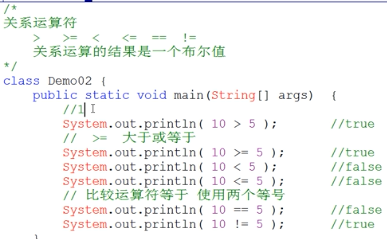 /*
关系运算符
    >   >=  <   <=  ==  !=
    关系运算的结果是一个布尔值
*/
class Demo02 {
    public static void main(String[] args)  {
        //1
        System.out.println( 10 > 5 );       //true
        //  >=  大于或等于
        System.out.println( 10 >= 5 );      //true
        System.out.println( 10 < 5 );       //false
        System.out.println( 10 <= 5 );      //false
        // 比较运算符等于 使用两个等号
        System.out.println( 10 == 5 );      //false
        System.out.println( 10 != 5 );      //true
    }